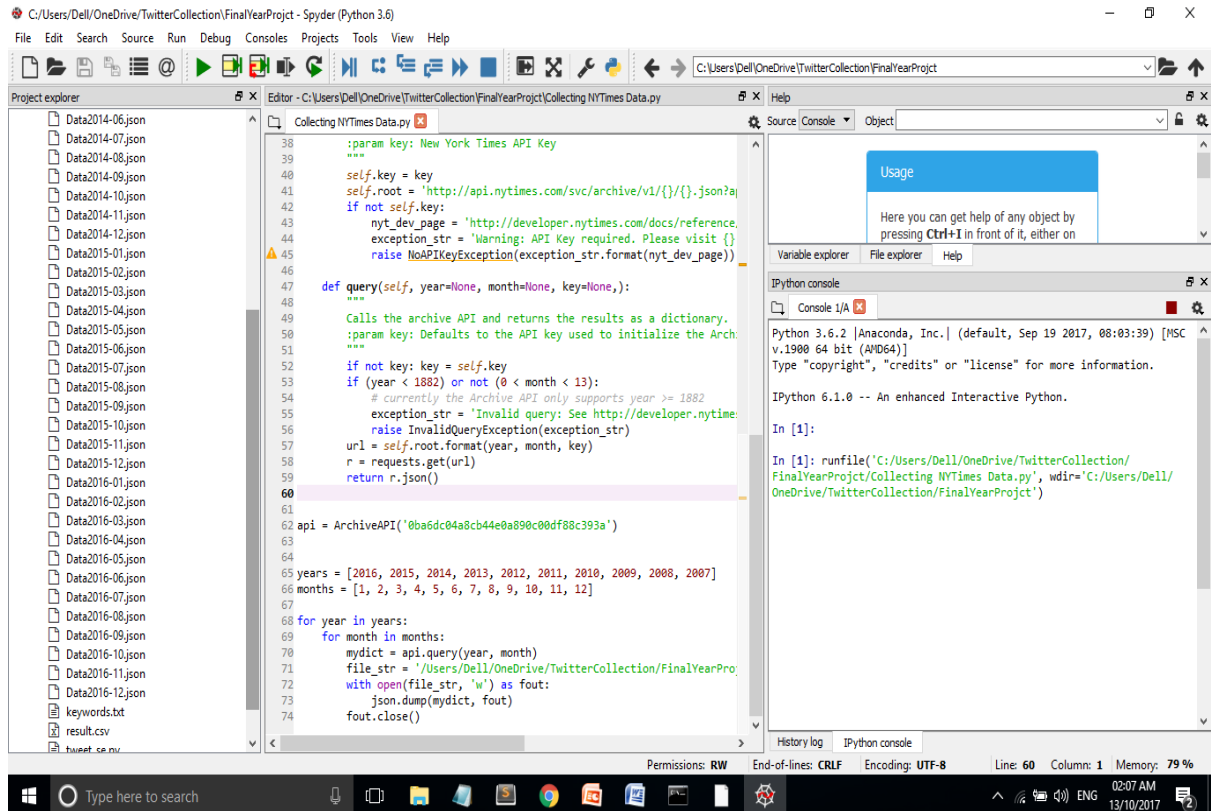 C:/Users/Dell/OneDrive/TwitterCollection\FinalYearProjct - Spyder (Python 3.6)
File Edit Search Source Run Debug Consoles Projects Tools View Help
C:\Users\Dell\OneDrive\TwitterCollection\FinalYearProjct
Project explorer
Data2014-06.json
Data2014-07.json
Data2014-08.json
Data2014-09.json
Data2014-10.json
Data2014-11.json
Data2014-12.json
Data2015-01.json
Data2015-02.json
Data2015-03.json
Data2015-04.json
Data2015-05.json
Data2015-06.json
Data2015-07.json
Data2015-08.json
Data2015-09.json
Data2015-10.json
Data2015-11.json
Data2015-12.json
Data2016-01.json
Data2016-02.json
Data2016-03.json
Data2016-04.json
Data2016-05.json
Data2016-06.json
Data2016-07.json
Data2016-08.json
Data2016-09.json
Data2016-10.json
Data2016-11.json
Data2016-12.json
keywords.txt
result.csv
tweet_se.py
Editor - C:\Users\Dell\OneDrive\TwitterCollection\FinalYearProjct\Collecting NYTimes Data.py
Collecting NYTimes Data.py
38 :param key: New York Times API Key
39 """
40 self.key = key
41 self.root = 'http://api.nytimes.com/svc/archive/v1/{}/{}.json?ap
42 if not self.key:
43 nyt_dev_page = 'http://developer.nytimes.com/docs/reference/
44 exception_str = 'Warning: API Key required. Please visit {}
45 raise NoAPIKeyException(exception_str.format(nyt_dev_page))
46
47 def query(self, year=None, month=None, key=None,):
48 """
49 Calls the archive API and returns the results as a dictionary.
50 :param key: Defaults to the API key used to initialize the Arch
51 """
52 if not key: key = self.key
53 if (year < 1882) or not (0 < month < 13):
54 # currently the Archive API only supports year >= 1882
55 exception_str = 'Invalid query: See http://developer.nytime
56 raise InvalidQueryException(exception_str)
57 url = self.root.format(year, month, key)
58 r = requests.get(url)
59 return r.json()
60
61
62 api = ArchiveAPI('0ba6dc04a8cb44e0a890c00df88c393a')
63
64
65 years = [2016, 2015, 2014, 2013, 2012, 2011, 2010, 2009, 2008, 2007]
66 months = [1, 2, 3, 4, 5, 6, 7, 8, 9, 10, 11, 12]
67
68 for year in years:
69 for month in months:
70 mydict = api.query(year, month)
71 file_str = '/Users/Dell/OneDrive/TwitterCollection/FinalYearPro
72 with open(file_str, 'w') as fout:
73 json.dump(mydict, fout)
74 fout.close()
Help
Source Console Object
Usage
Here you can get help of any object by
pressing Ctrl+I in front of it, either on
Variable explorer File explorer Help
IPython console
Console 1/A
Python 3.6.2 |Anaconda, Inc.| (default, Sep 19 2017, 08:03:39) [MSC
v.1900 64 bit (AMD64)]
Type "copyright", "credits" or "license" for more information.
IPython 6.1.0 -- An enhanced Interactive Python.
In [1]:
In [1]: runfile('C:/Users/Dell/OneDrive/TwitterCollection/
FinalYearProjct/Collecting NYTimes Data.py', wdir='C:/Users/Dell/
OneDrive/TwitterCollection/FinalYearProjct')
History log IPython console
Permissions: RW End-of-lines: CRLF Encoding: UTF-8 Line: 60 Column: 1 Memory: 79 %
Type here to search
ENG
02:07 AM
13/10/2017